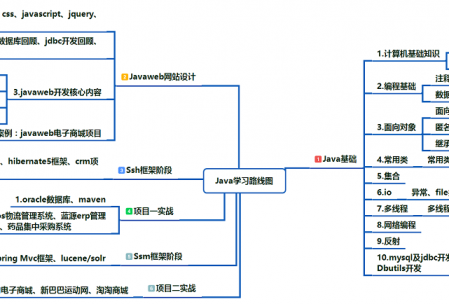 css、javascript、jquery、
数据库回顾、jdbc开发回顾、
2 Javaweb网站设计
3.javaweb开发核心内容
案例：javaweb电子商城项目
、hibernate5框架、crm项
3 Ssh框架阶段
1.oracle数据库、maven
物流管理系统、蓝源erp管理
、药品集中采购系统
4 项目一实战
ring Mvc框架、lucene/solr
5 Ssm框架阶段
电子商城、新巴巴运动网、淘淘商城
6 项目二实战
Java学习路线图
1 Java基础
1.计算机基础知识
2.编程基础
注释
数据
3.面向对象
面向
匿名
继承
4.常用类
常用类
5.集合
6.io
异常、file
7.多线程
多线程
8.网络编程
9.反射
10.mysql及jdbc开发
Dbutils开发